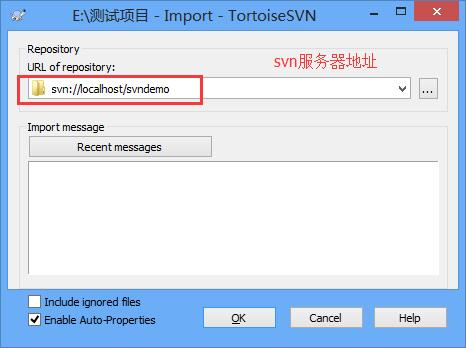 E:\测试项目 - Import - TortoiseSVN
Repository
URL of repository:
svn服务器地址
svn://localhost/svndemo
...
Import message
Recent messages
Include ignored files
Enable Auto-Properties
OK
Cancel
Help